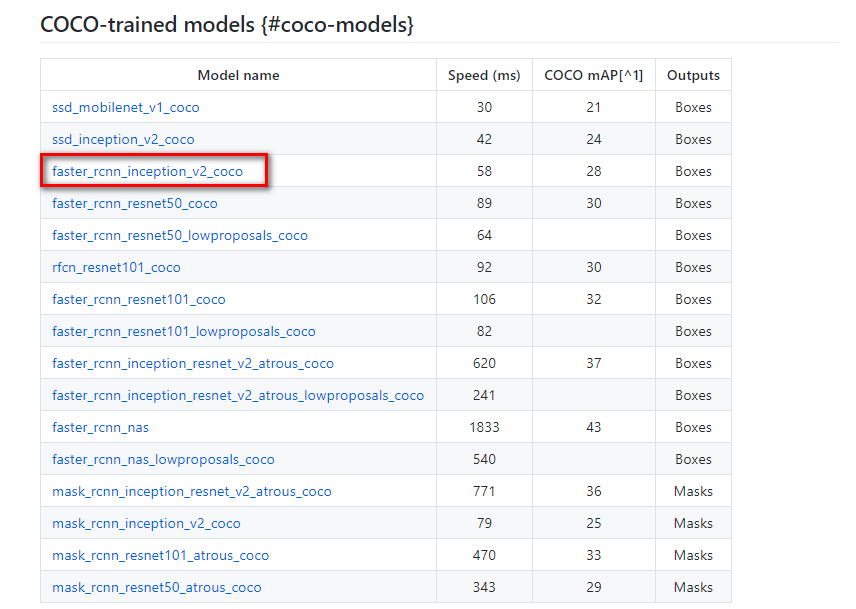 COCO-trained models {#coco-models}
Model name Speed (ms) COCO mAP[^1] Outputs
ssd_mobilenet_v1_coco 30 21 Boxes
ssd_inception_v2_coco 42 24 Boxes
faster_rcnn_inception_v2_coco 58 28 Boxes
faster_rcnn_resnet50_coco 89 30 Boxes
faster_rcnn_resnet50_lowproposals_coco 64 Boxes
rfcn_resnet101_coco 92 30 Boxes
faster_rcnn_resnet101_coco 106 32 Boxes
faster_rcnn_resnet101_lowproposals_coco 82 Boxes
faster_rcnn_inception_resnet_v2_atrous_coco 620 37 Boxes
faster_rcnn_inception_resnet_v2_atrous_lowproposals_coco 241 Boxes
faster_rcnn_nas 1833 43 Boxes
faster_rcnn_nas_lowproposals_coco 540 Boxes
mask_rcnn_inception_resnet_v2_atrous_coco 771 36 Masks
mask_rcnn_inception_v2_coco 79 25 Masks
mask_rcnn_resnet101_atrous_coco 470 33 Masks
mask_rcnn_resnet50_atrous_coco 343 29 Masks